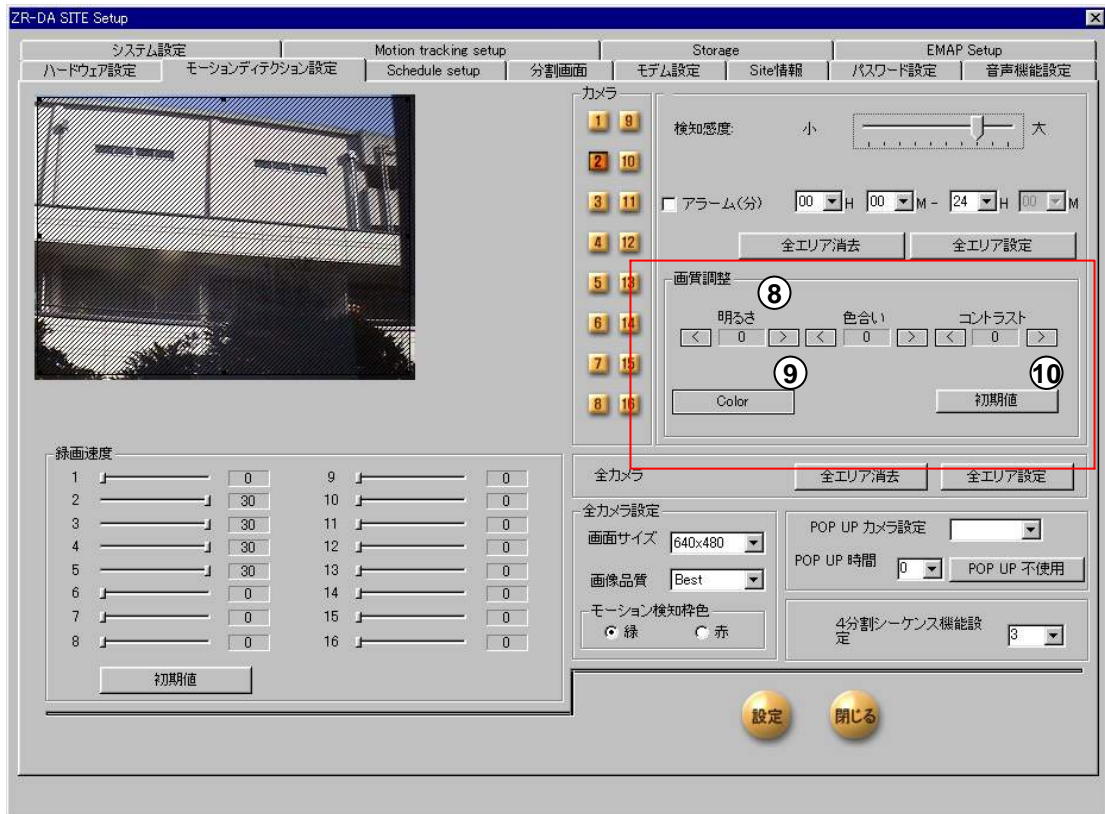 ZR-DA SITE Setup
システム設定 Motion tracking setup Storage EMAP Setup
ハードウェア設定 モーションディテクション設定 Schedule setup 分割画面 モデム設定 Site情報 パスワード設定 音声機能設定
カメラ
1 9
2 10
3 11
4 12
5 13
6 14
7 15
8 16
検知感度: 小 大
アラーム(分) 00 H 00 M - 24 H 00 M
全エリア消去 全エリア設定
画質調整
⑧
明るさ 色合い コントラスト
< 0 > < 0 > < 0 >
⑨ ⑩
Color 初期値
録画速度
1 0 9 0
2 30 10 0
3 30 11 0
4 30 12 0
5 30 13 0
6 0 14 0
7 0 15 0
8 0 16 0
初期値
全カメラ 全エリア消去 全エリア設定
全カメラ設定
画面サイズ 640x480
画像品質 Best
モーション検知枠色
緑 赤
POP UP カメラ設定
POP UP 時間 0 POP UP 不使用
4分割シーケンス機能設
定 3
設定 閉じる